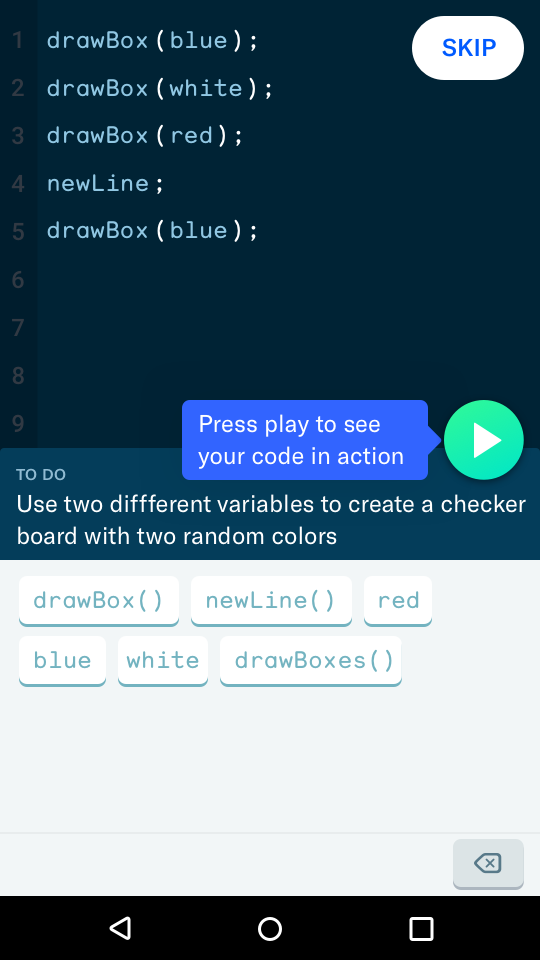 1 drawBox(blue);
SKIP
2 drawBox(white);
3 drawBox(red);
4 newLine;
5 drawBox(blue);
6
7
8
9
Press play to see
your code in action
TO DO
Use two diffferent variables to create a checker
board with two random colors
drawBox() newLine() red
blue white drawBoxes()